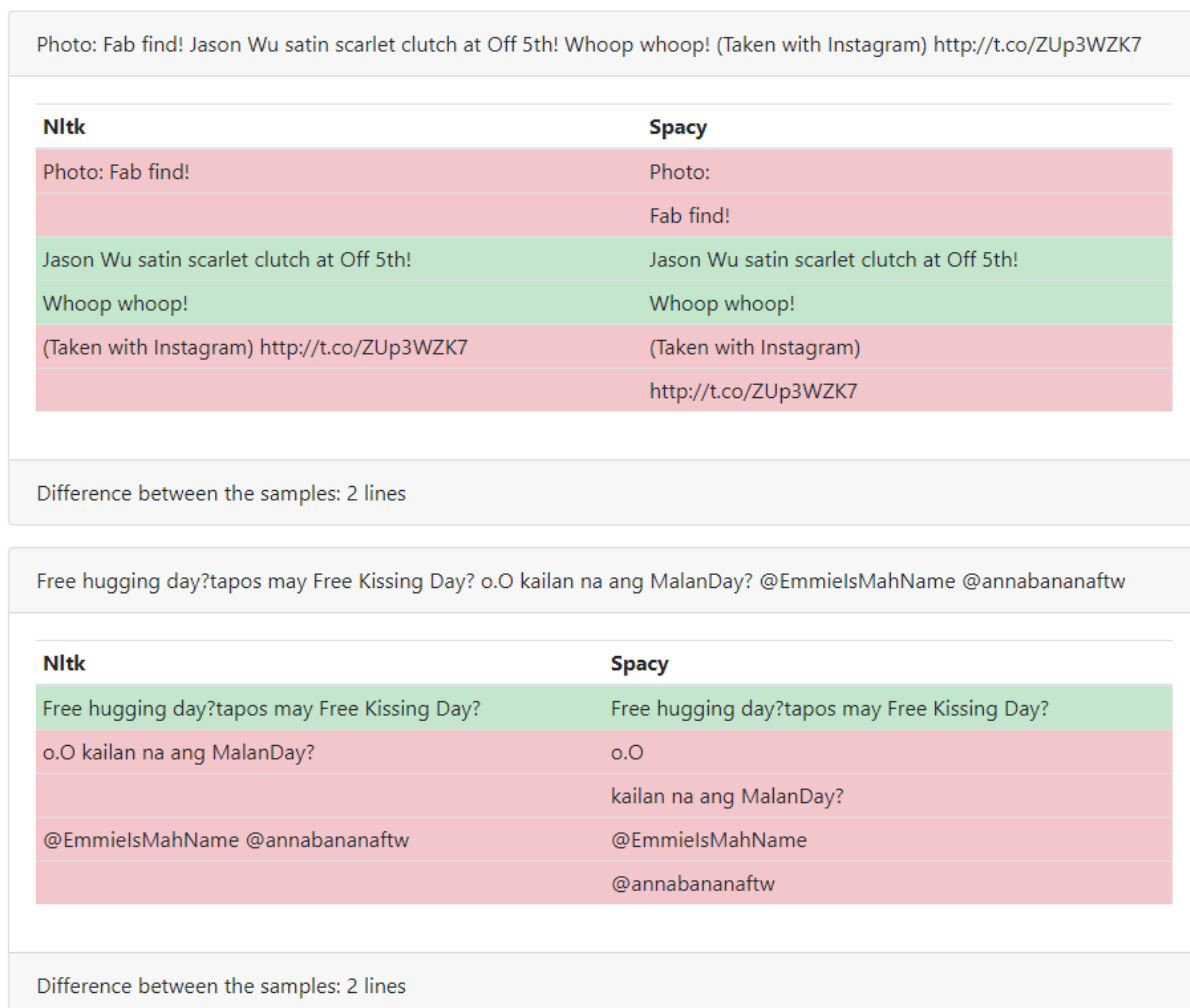 Photo: Fab find! Jason Wu satin scarlet clutch at Off 5th! Whoop whoop! (Taken with Instagram) http://t.co/ZUp3WZK7
Nltk Spacy
Photo: Fab find! Photo:
Fab find!
Jason Wu satin scarlet clutch at Off 5th! Jason Wu satin scarlet clutch at Off 5th!
Whoop whoop! Whoop whoop!
(Taken with Instagram) http://t.co/ZUp3WZK7 (Taken with Instagram)
http://t.co/ZUp3WZK7
Difference between the samples: 2 lines
Free hugging day?tapos may Free Kissing Day? o.O kailan na ang MalanDay? @EmmieIsMahName @annabananaftw
Nltk Spacy
Free hugging day?tapos may Free Kissing Day? Free hugging day?tapos may Free Kissing Day?
o.O kailan na ang MalanDay? o.O
kailan na ang MalanDay?
@EmmieIsMahName @annabananaftw @EmmieIsMahName
@annabananaftw
Difference between the samples: 2 lines